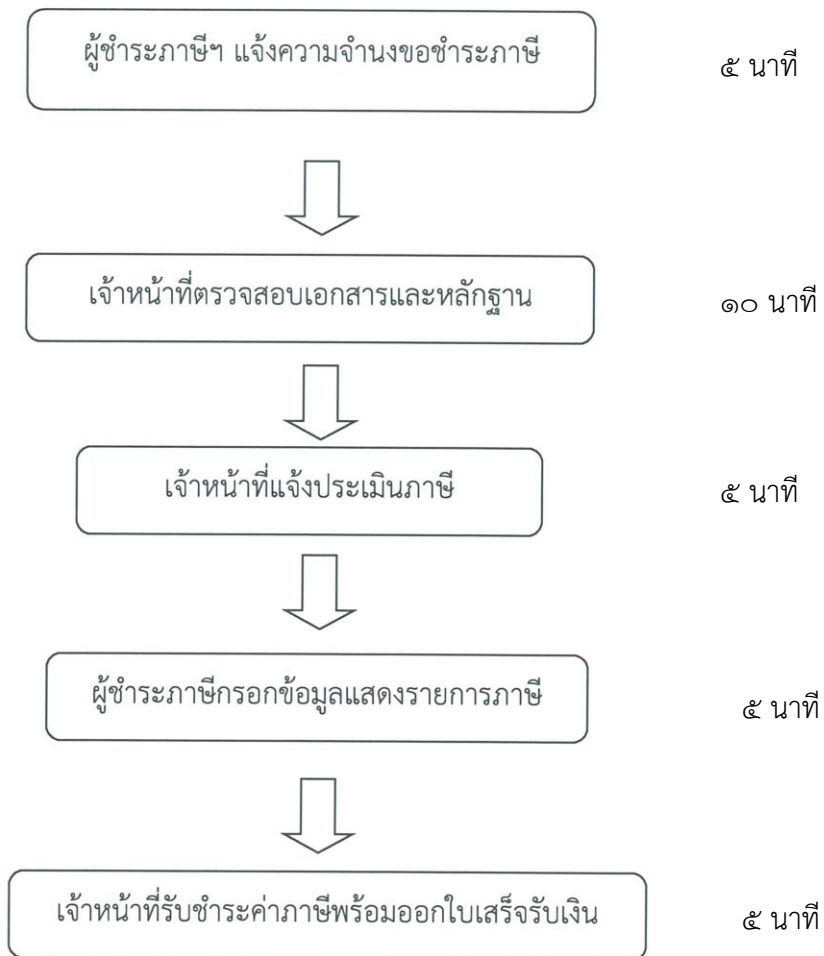 ผู้ชำระภาษีฯ แจ้งความจำนงขอชำระภาษี ๕ นาที
เจ้าหน้าที่ตรวจสอบเอกสารและหลักฐาน ๑๐ นาที
เจ้าหน้าที่แจ้งประเมินภาษี ๕ นาที
ผู้ชำระภาษีกรอกข้อมูลแสดงรายการภาษี ๕ นาที
เจ้าหน้าที่รับชำระค่าภาษีพร้อมออกใบเสร็จรับเงิน ๕ นาที